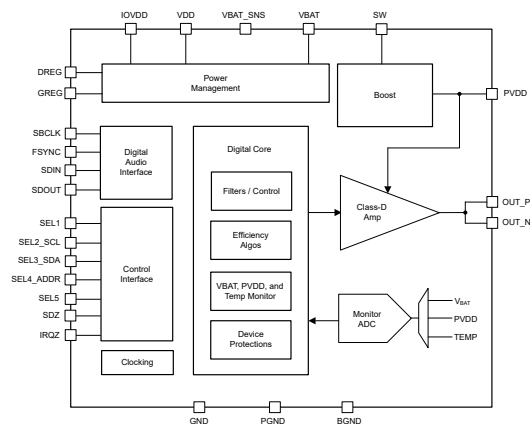 IOVDD VDD VBAT_SNS VBAT SW
DREG
GREG
Power
Management
Boost
PVDD
SBCLK
FSYNC
SDIN
SDOUT
Digital
Audio
Interface
Digital Core
Filters / Control
Efficiency
Algos
VBAT, PVDD, and
Temp Monitor
Device
Protections
Class-D
Amp
OUT_P
OUT_N
SEL1
SEL2_SCL
SEL3_SDA
SEL4_ADDR
SEL5
SDZ
IRQZ
Control
Interface
Monitor
ADC
VBAT
PVDD
TEMP
Clocking
GND PGND BGND